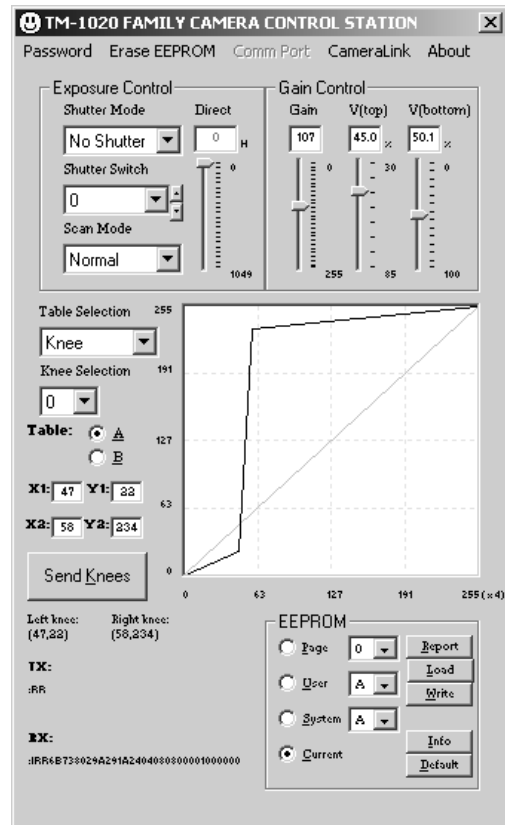 TM-1020 FAMILY CAMERA CONTROL STATION
Password Erase EEPROM Comm Port CameraLink About
Exposure Control
Shutter Mode Direct
No Shutter 0 H
Shutter Switch 0
0
Scan Mode
Normal
1049
Gain Control
Gain V(top) V(bottom)
107 45.0 % 50.1 %
0 30 0
255 85 100
Table Selection
Knee
Knee Selection
0
Table: A
B
X1: 47 Y1: 22
X2: 58 Y2: 234
Send Knees
255
191
127
63
0
0 63 127 191 255(x4)
Left knee: Right knee:
(47,22) (58,234)
TX:
:RR
RX:
:!RR6B738029A291A2404080800001000000
EEPROM
Page 0 Report
Load
User A Write
System A
Current Info
Default